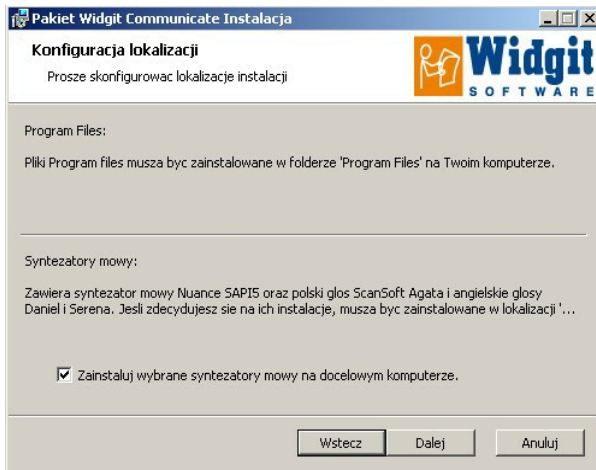 Pakiet Widgit Communicate Instalacja
Konfiguracja lokalizacji
Prosze skonfigurowac lokalizacje instalacji
Widgit
SOFTWARE
Program Files:
Pliki Program files musza byc zainstalowane w folderze 'Program Files' na Twoim komputerze.
Syntezatory mowy:
Zawiera syntezator mowy Nuance SAPI5 oraz polski glos ScanSoft Agata i angielskie glosy
Daniel i Serena. Jesli zdecydujesz sie na ich instalacje, musza byc zainstalowane w lokalizacji '...
Zainstaluj wybrane syntezatory mowy na docelowym komputerze.
Wstecz Dalej Anuluj